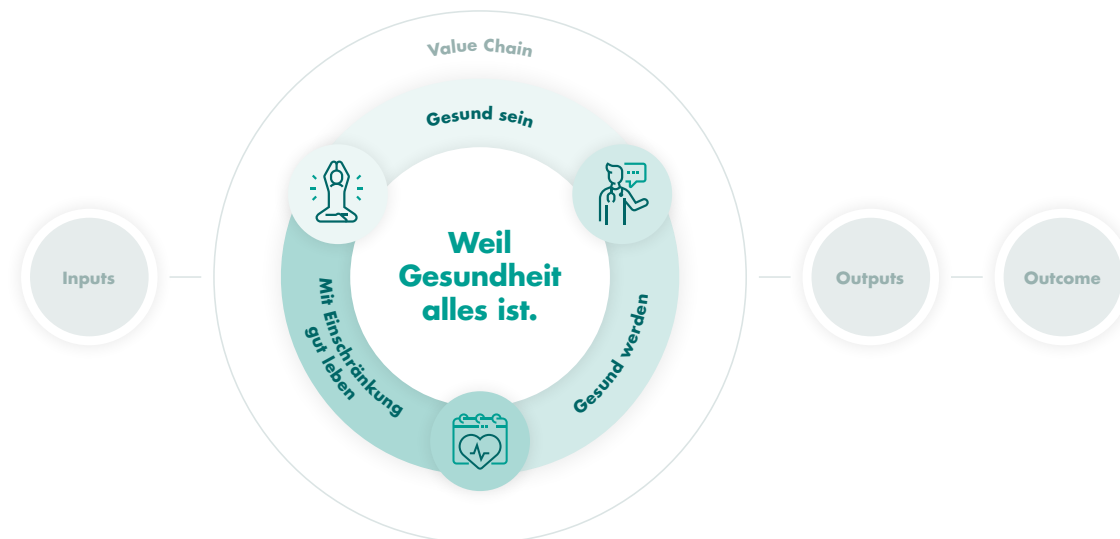 Value Chain
Gesund sein
Weil
Gesundheit
alles ist.
Inputs
Outputs
Outcome
Mit Einschränkung
gut leben
Gesund werden